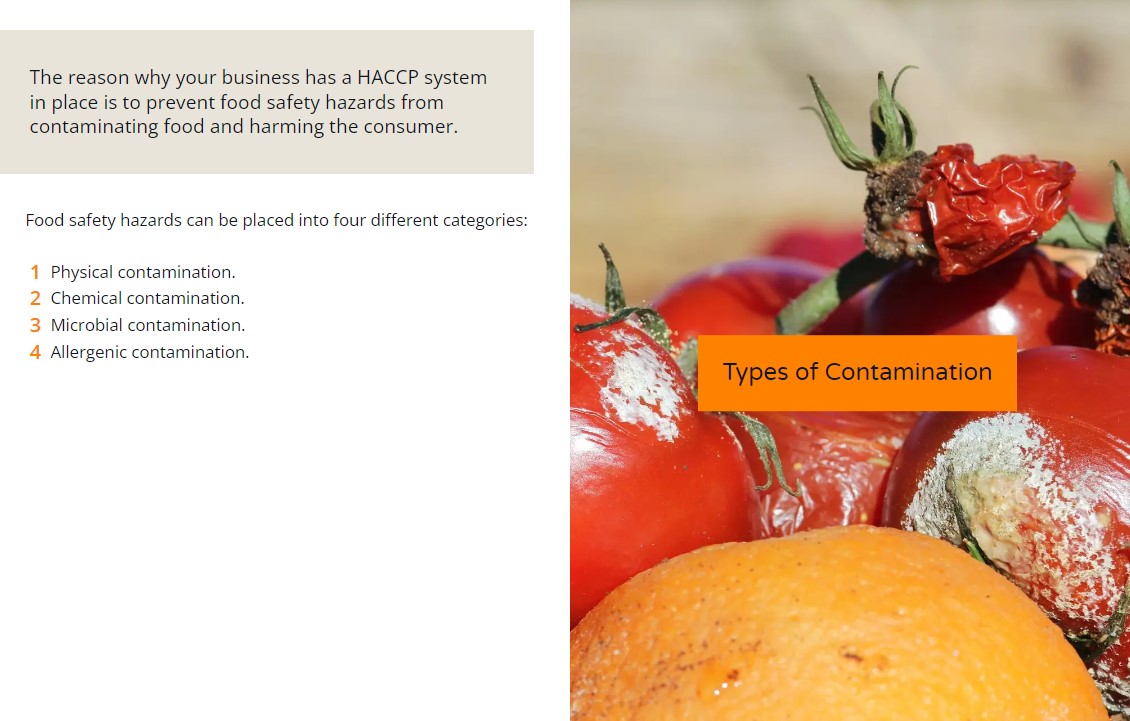 The reason why your business has a HACCP system
in place is to prevent food safety hazards from
contaminating food and harming the consumer.
Food safety hazards can be placed into four different categories:
1 Physical contamination.
2 Chemical contamination.
3 Microbial contamination.
4 Allergenic contamination.
Types of Contamination